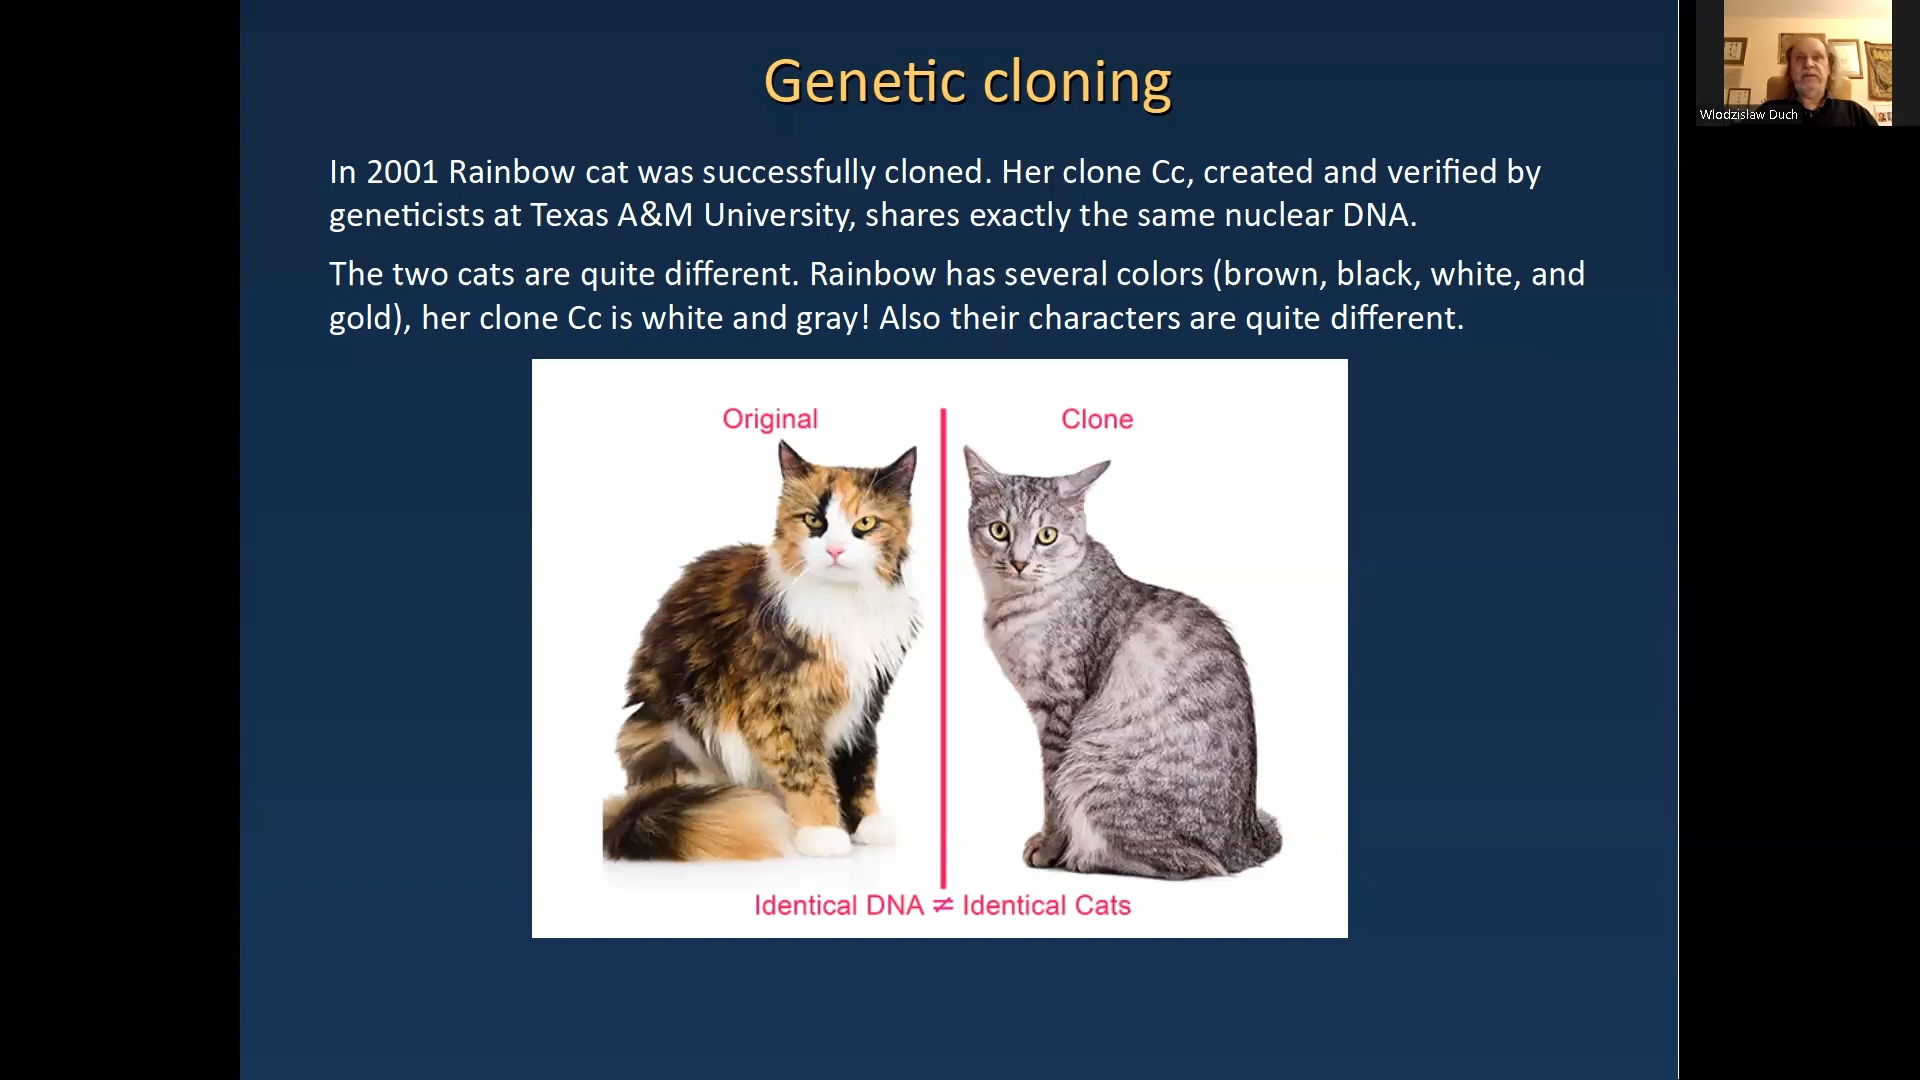 Genetic cloning
In 2001 Rainbow cat was successfully cloned. Her clone Cc, created and verified by
geneticists at Texas A&M University, shares exactly the same nuclear DNA.
The two cats are quite different. Rainbow has several colors (brown, black, white, and
gold), her clone Cc is white and gray! Also their characters are quite different.
Original
Clone
Identical DNA ≠ Identical Cats
Wlodzislaw Duch